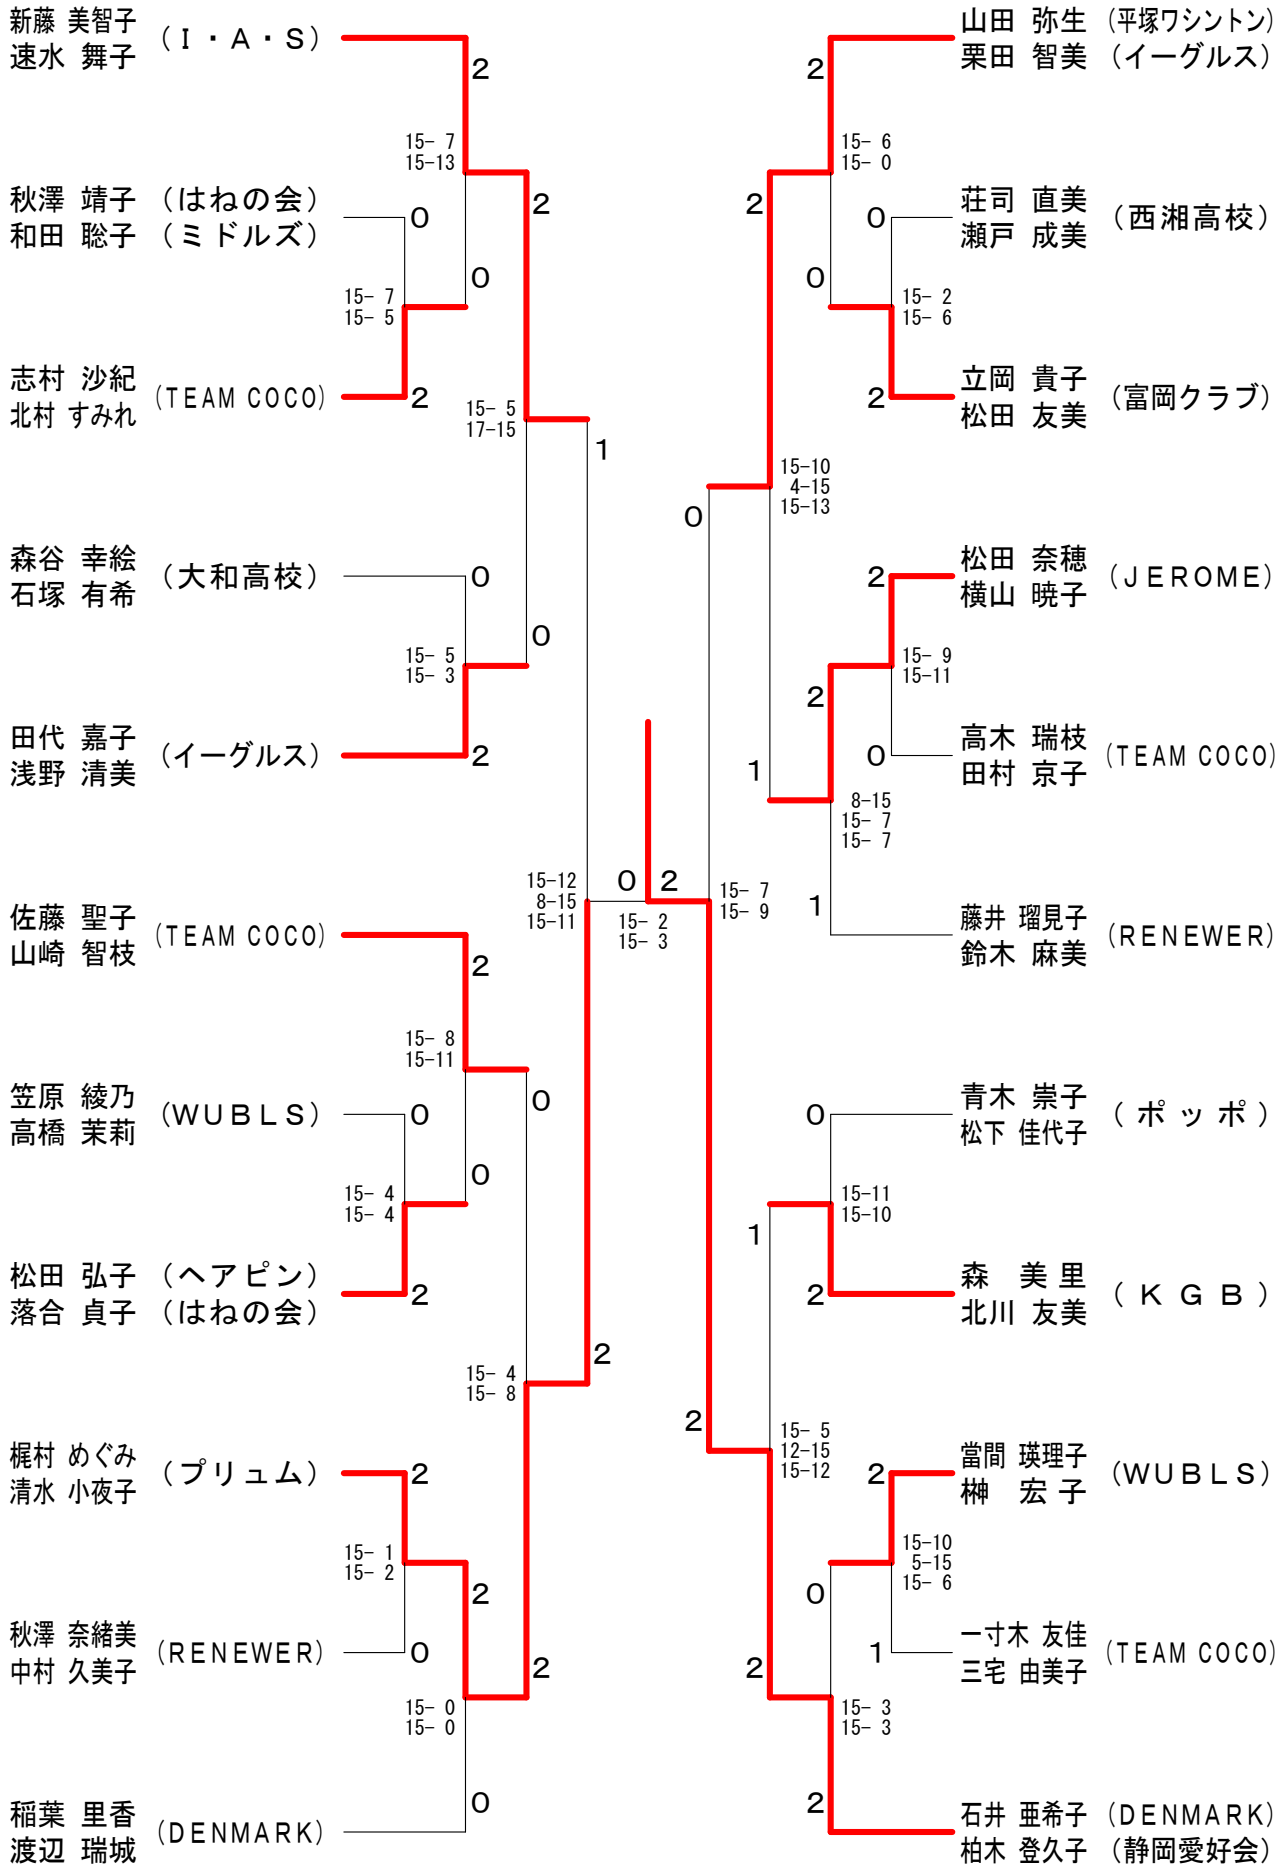 新藤 美智子 (Ｉ・Ａ・Ｓ)
速水 舞子
2
15- 7
15-13
秋澤 靖子 (はねの会)
和田 聡子 (ミドルズ)
0
2
0
15- 7
15- 5
志村 沙紀 (TEAM COCO)
北村 すみれ
2
15- 5
17-15
1
森谷 幸絵 (大和高校)
石塚 有希
0
0
15- 5
15- 3
田代 嘉子 (イーグルス)
浅野 清美
2
15-12
8-15
15-11
0
2
15- 2
15- 3
佐藤 聖子 (TEAM COCO)
山崎 智枝
2
15- 8
15-11
笠原 綾乃 (ＷＵＢＬＳ)
高橋 茉莉
0
0
0
15- 4
15- 4
松田 弘子 (ヘアピン)
落合 貞子 (はねの会)
2
2
15- 4
15- 8
梶村 めぐみ (プリュム)
清水 小夜子
2
15- 1
15- 2
2
秋澤 奈緒美 (RENEWER)
中村 久美子
0
2
15- 0
15- 0
稲葉 里香 (DENMARK)
渡辺 瑞城
0
山田 弥生 (平塚ワシントン)
栗田 智美 (イーグルス)
2
15- 6
15- 0
荘司 直美 (西湘高校)
瀬戸 成美
2
0
0
15- 2
15- 6
立岡 貴子 (富岡クラブ)
松田 友美
2
15-10
4-15
15-13
0
松田 奈穂 (ＪＥＲＯＭＥ)
横山 暁子
2
15- 9
15-11
2
高木 瑞枝 (TEAM COCO)
田村 京子
0
1
8-15
15- 7
15- 7
15- 7
15- 9
藤井 瑠見子 (RENEWER)
鈴木 麻美
1
青木 崇子 (ポッポ)
松下 佳代子
0
15-11
15-10
1
森 美里 (ＫＧＢ)
北川 友美
2
2
15- 5
12-15
15-12
當間 瑛理子 (ＷＵＢＬＳ)
榊 宏子
2
15-10
5-15
15- 6
0
一寸木 友佳 (TEAM COCO)
三宅 由美子
1
2
15- 3
15- 3
石井 亜希子 (DENMARK)
柏木 登久子 (静岡愛好会)
2